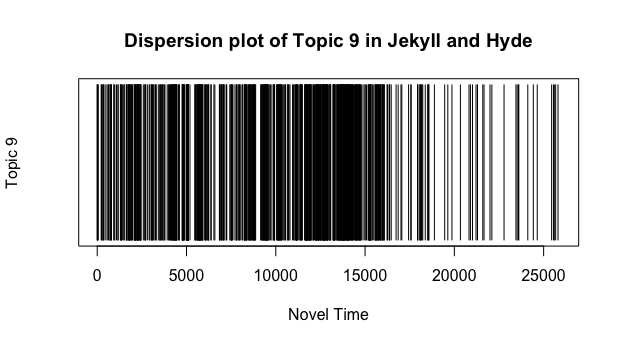 Dispersion plot of Topic 9 in Jekyll and Hyde
Topic 9
0 5000 10000 15000 20000 25000
Novel Time